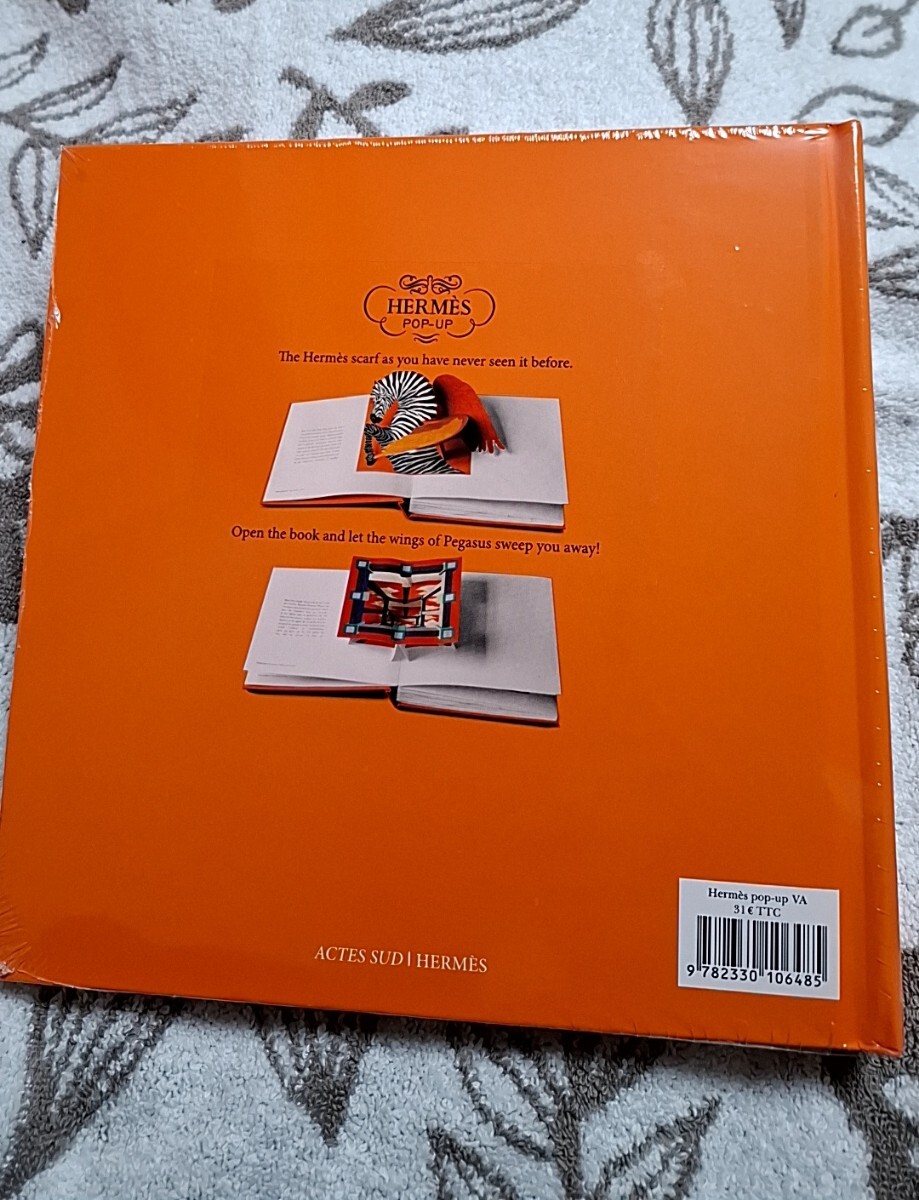 HERMÈS
POP-UP
The Hermès scarf as you have never seen it before.
Open the book and let the wings of Pegasus sweep you away!
Hermès pop-up VA
31 € TTC
9 782330 106485
ACTES SUD | HERMÈS